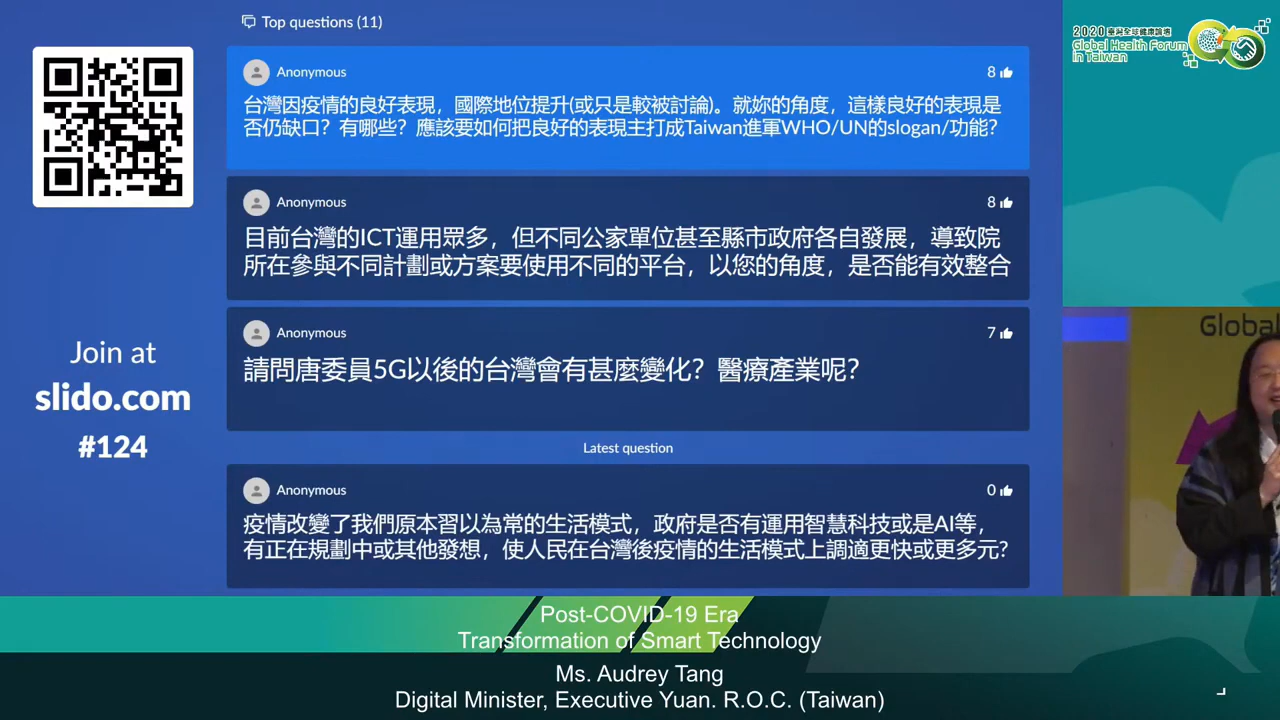 Top questions (11)
Anonymous
8
台灣因疫情的良好表現，國際地位提升(或只是較被討論)。就妳的角度，這樣良好的表現是
否仍缺口？有哪些？應該要如何把良好的表現主打成Taiwan進軍WHO/UN的slogan/功能？
Anonymous
8
目前台灣的ICT運用眾多，但不同公家單位甚至縣市政府各自發展，導致院
所在參與不同計劃或方案要使用不同的平台，以您的角度，是否能有效整合
Anonymous
7
請問唐委員5G以後的台灣會有甚麼變化？醫療產業呢？
Latest question
Anonymous
0
疫情改變了我們原本習以為常的生活模式，政府是否有運用智慧科技或是AI等，
有正在規劃中或其他發想，使人民在台灣後疫情的生活模式上調適更快或更多元?
Join at
slido.com
#124
2020臺灣全球健康論壇
Global Health Forum
in Taiwan
Global
Post-COVID-19 Era
Transformation of Smart Technology
Ms. Audrey Tang
Digital Minister, Executive Yuan. R.O.C. (Taiwan)